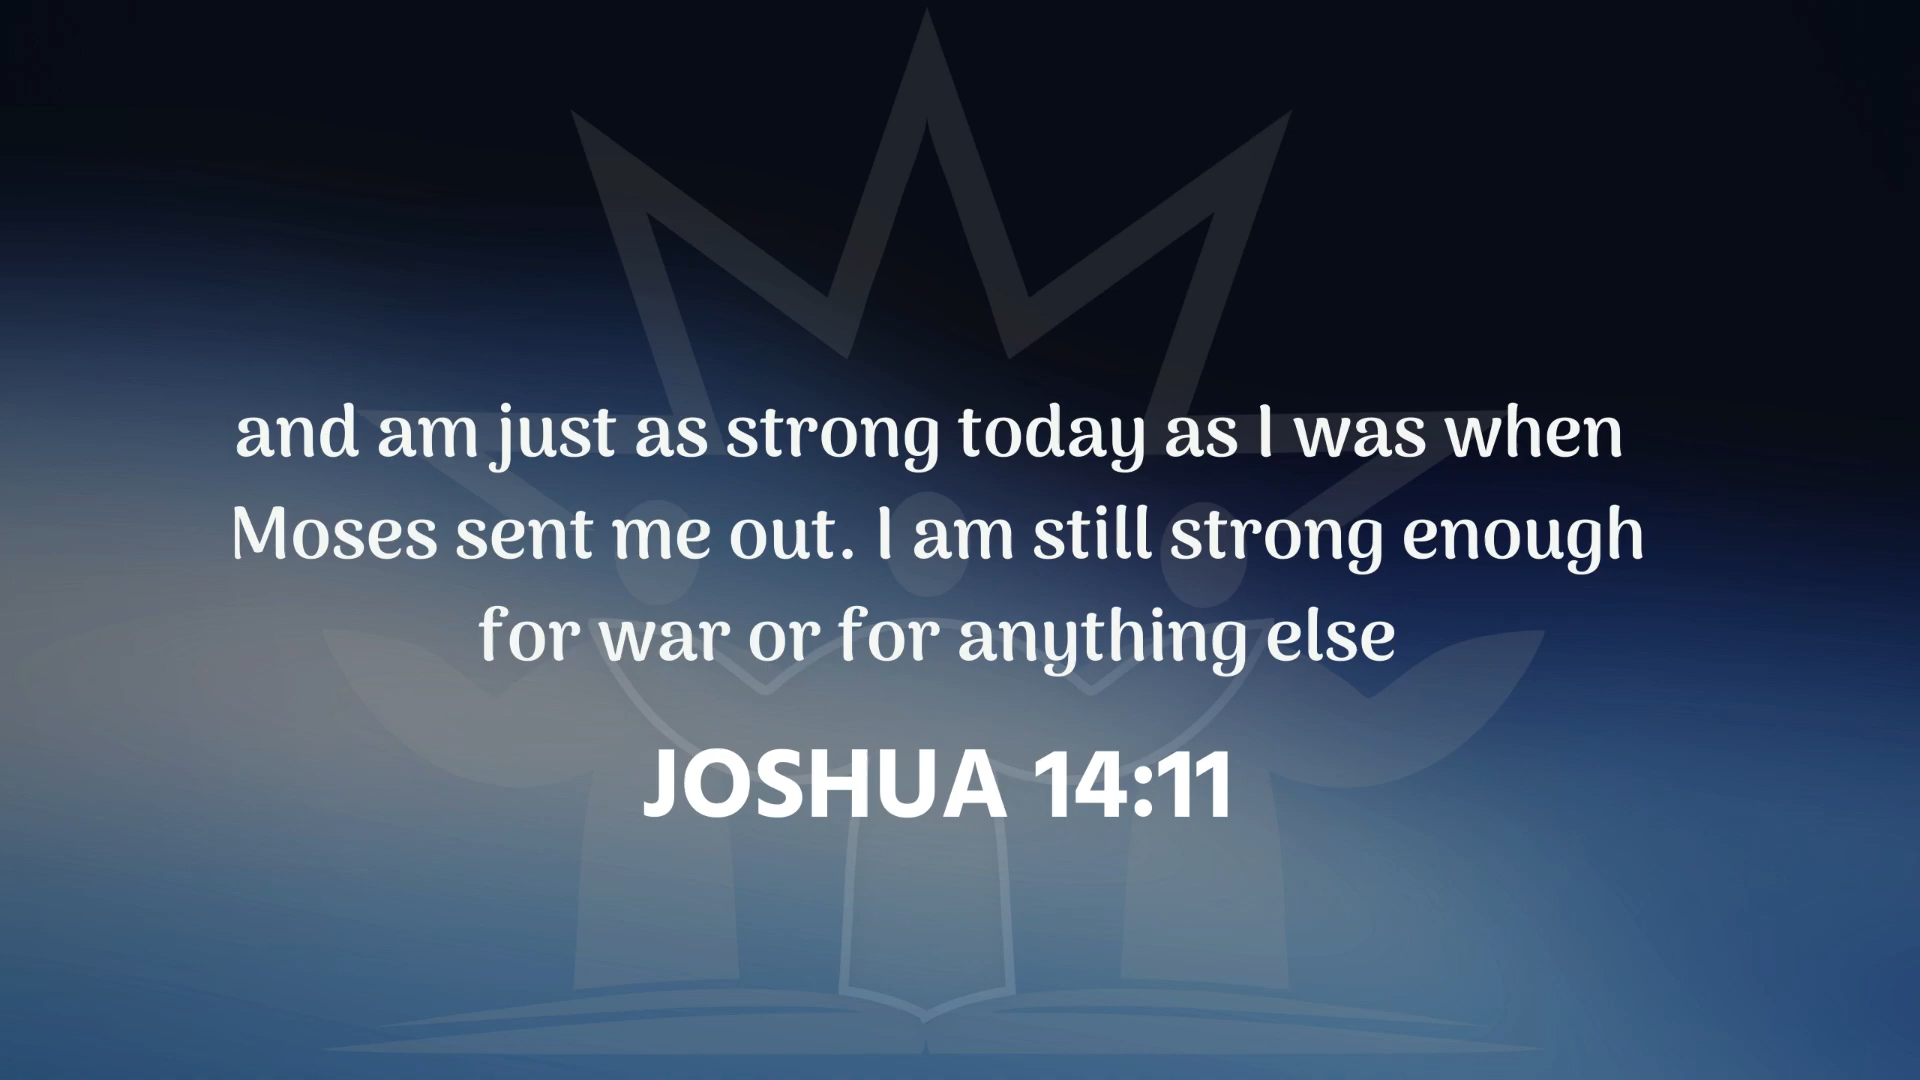 and am just as strong today as I was when
Moses sent me out. I am still strong enough
for war or for anything else
JOSHUA 14:11